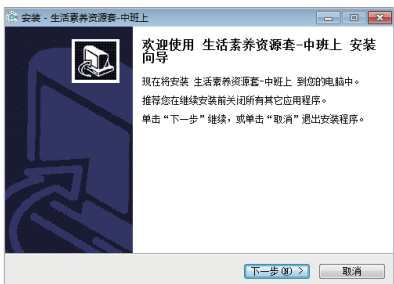 安装 - 生活素养资源套-中班上
欢迎使用 生活素养资源套-中班上 安装
向导
现在将安装 生活素养资源套-中班上 到您的电脑中。
推荐您在继续安装前关闭所有其它应用程序。
单击“下一步”继续，或单击“取消”退出安装程序。
下一步(N) > 取消